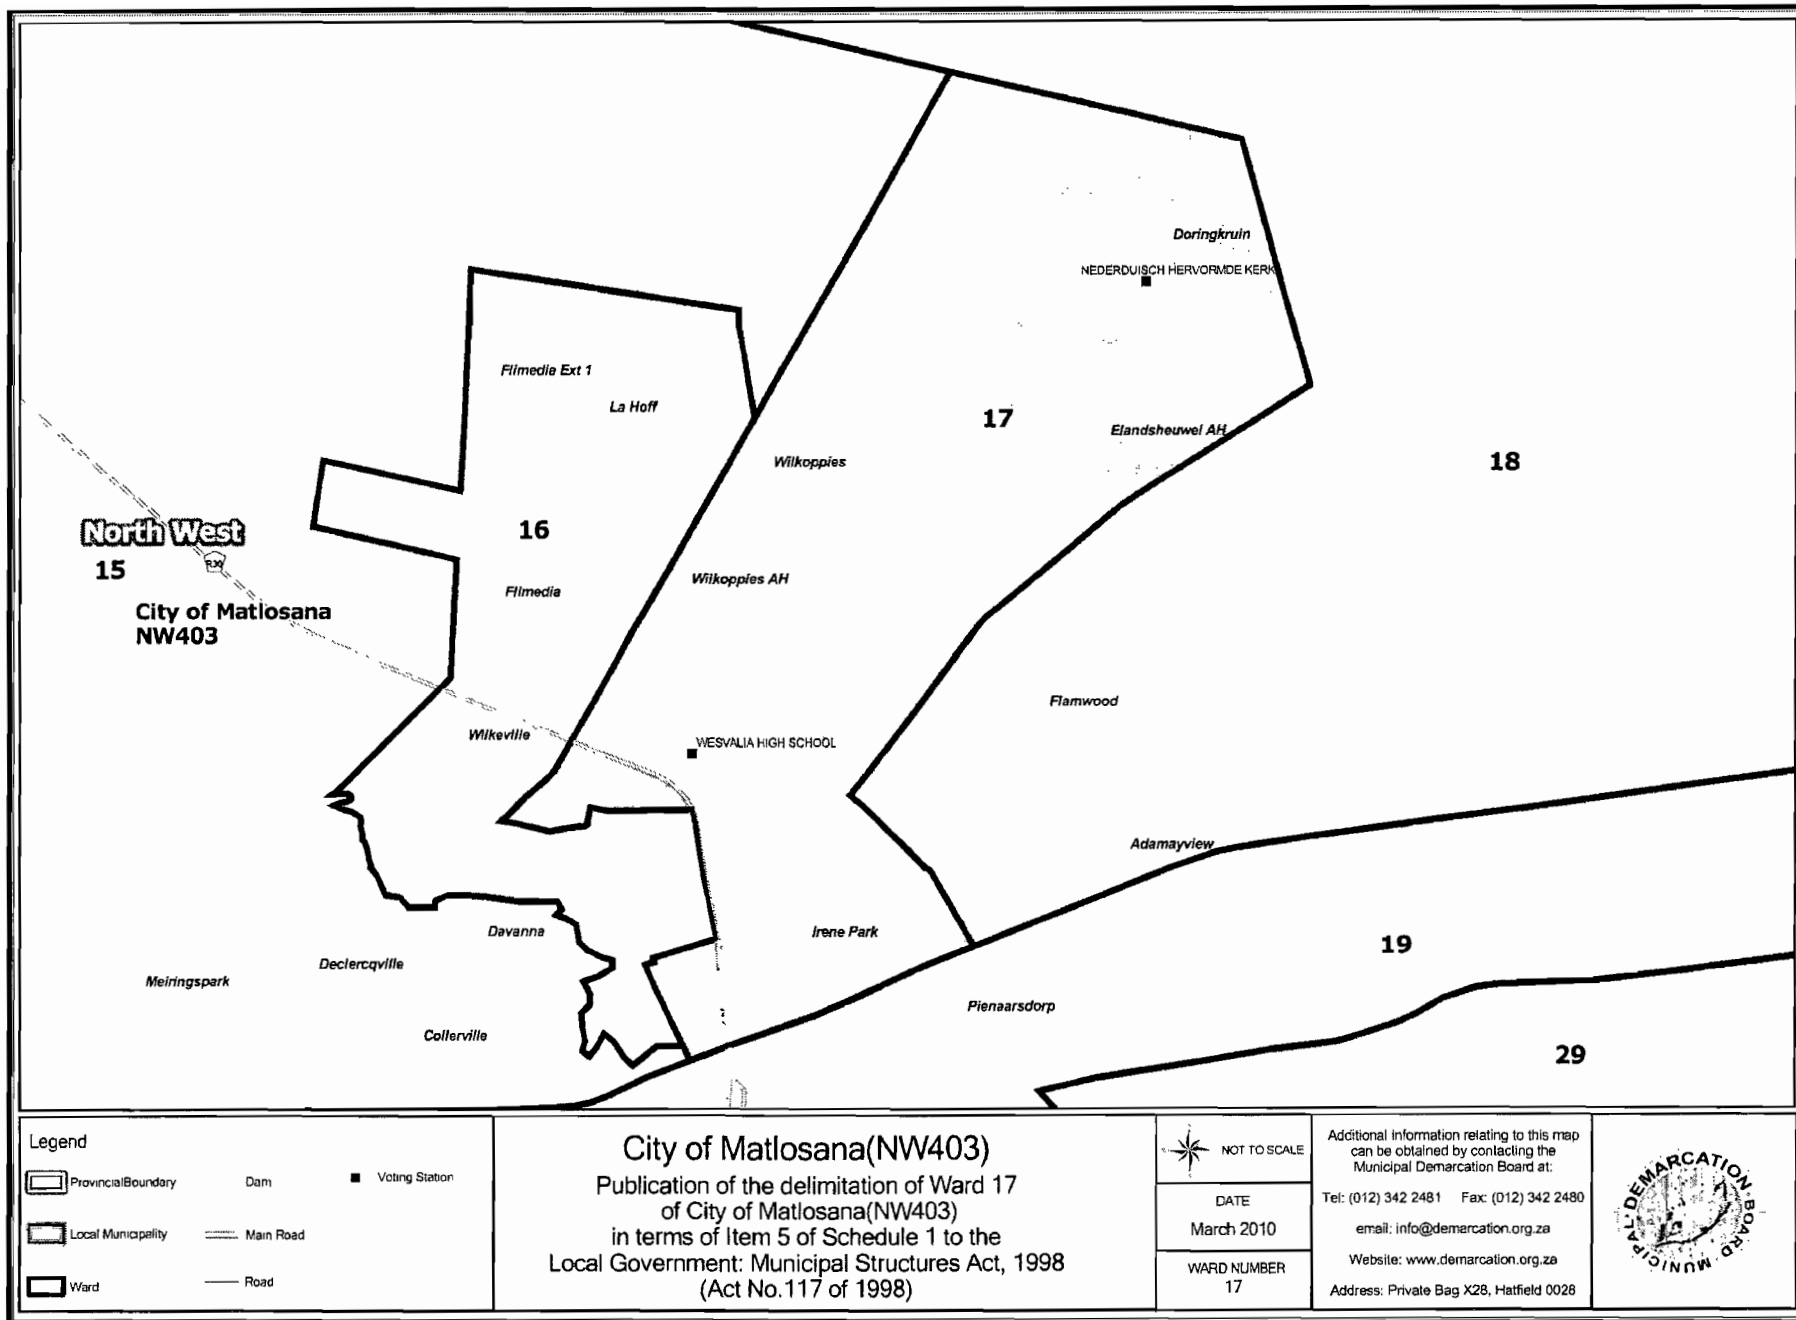 Doringkruin
NEDERDUISCH HERVORMDE KERK
Flimedia Ext 1
La Hoff
17
Elandsheuwel AH
Wilkoppies
18
16
North West
R30
15
Wilkoppies AH
Flimedia
City of Matlosana
NW403
Flamwood
Wilkeville
WESVALIA HIGH SCHOOL
Adamayview
Davanna
Irene Park
19
Declercqville
Meiringspark
Pienaarsdorp
Collerville
29
Legend
Provincial Boundary
Dam
Voting Station
Local Municipality
Main Road
Ward
Road
City of Matlosana(NW403)
Publication of the delimitation of Ward 17
of City of Matlosana(NW403)
in terms of Item 5 of Schedule 1 to the
Local Government: Municipal Structures Act, 1998
(Act No.117 of 1998)
NOT TO SCALE
DATE
March 2010
WARD NUMBER
17
Additional information relating to this map
can be obtained by contacting the
Municipal Demarcation Board at:
Tel: (012) 342 2481 Fax: (012) 342 2480
email: info@demarcation.org.za
Website: www.demarcation.org.za
Address: Private Bag X28, Hatfield 0028
MUNICIPAL DEMARCATION BOARD